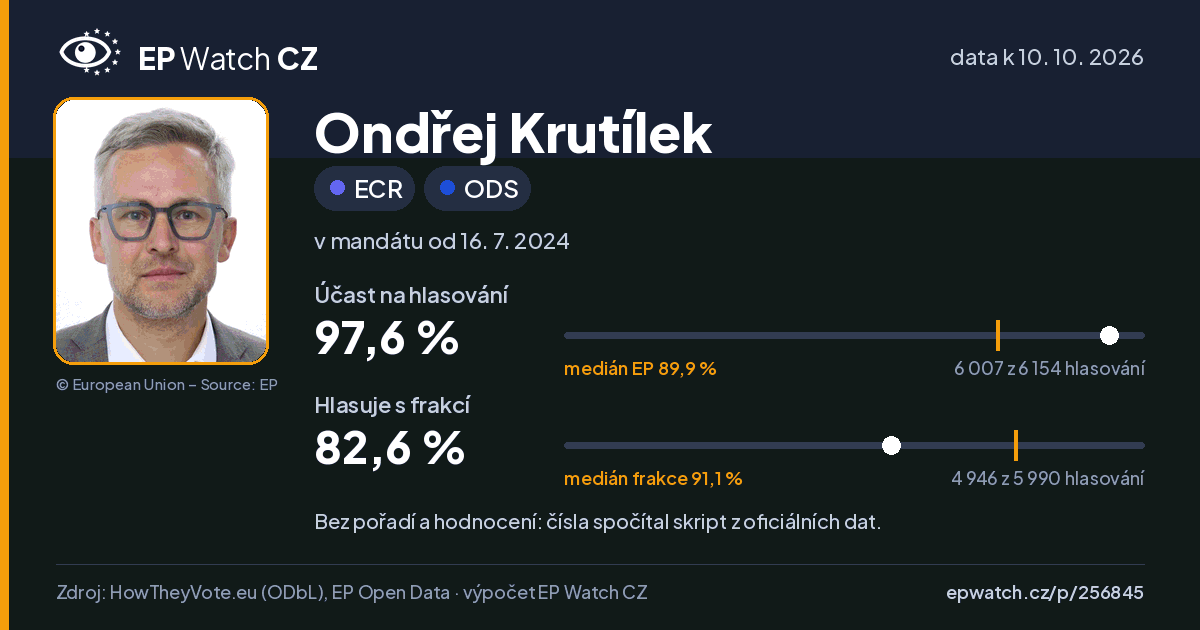 EP Watch CZ
data k 10. 10. 2026
Ondřej Krutílek
ECR
ODS
v mandátu od 16. 7. 2024
Účast na hlasování
97,6 %
medián EP 89,9 %
6 007 z 6 154 hlasování
© European Union – Source: EP
Hlasuje s frakcí
82,6 %
medián frakce 91,1 %
4 946 z 5 990 hlasování
Bez pořadí a hodnocení: čísla spočítal skript z oficiálních dat.
Zdroj: HowTheyVote.eu (ODbL), EP Open Data · výpočet EP Watch CZ
epwatch.cz/p/256845